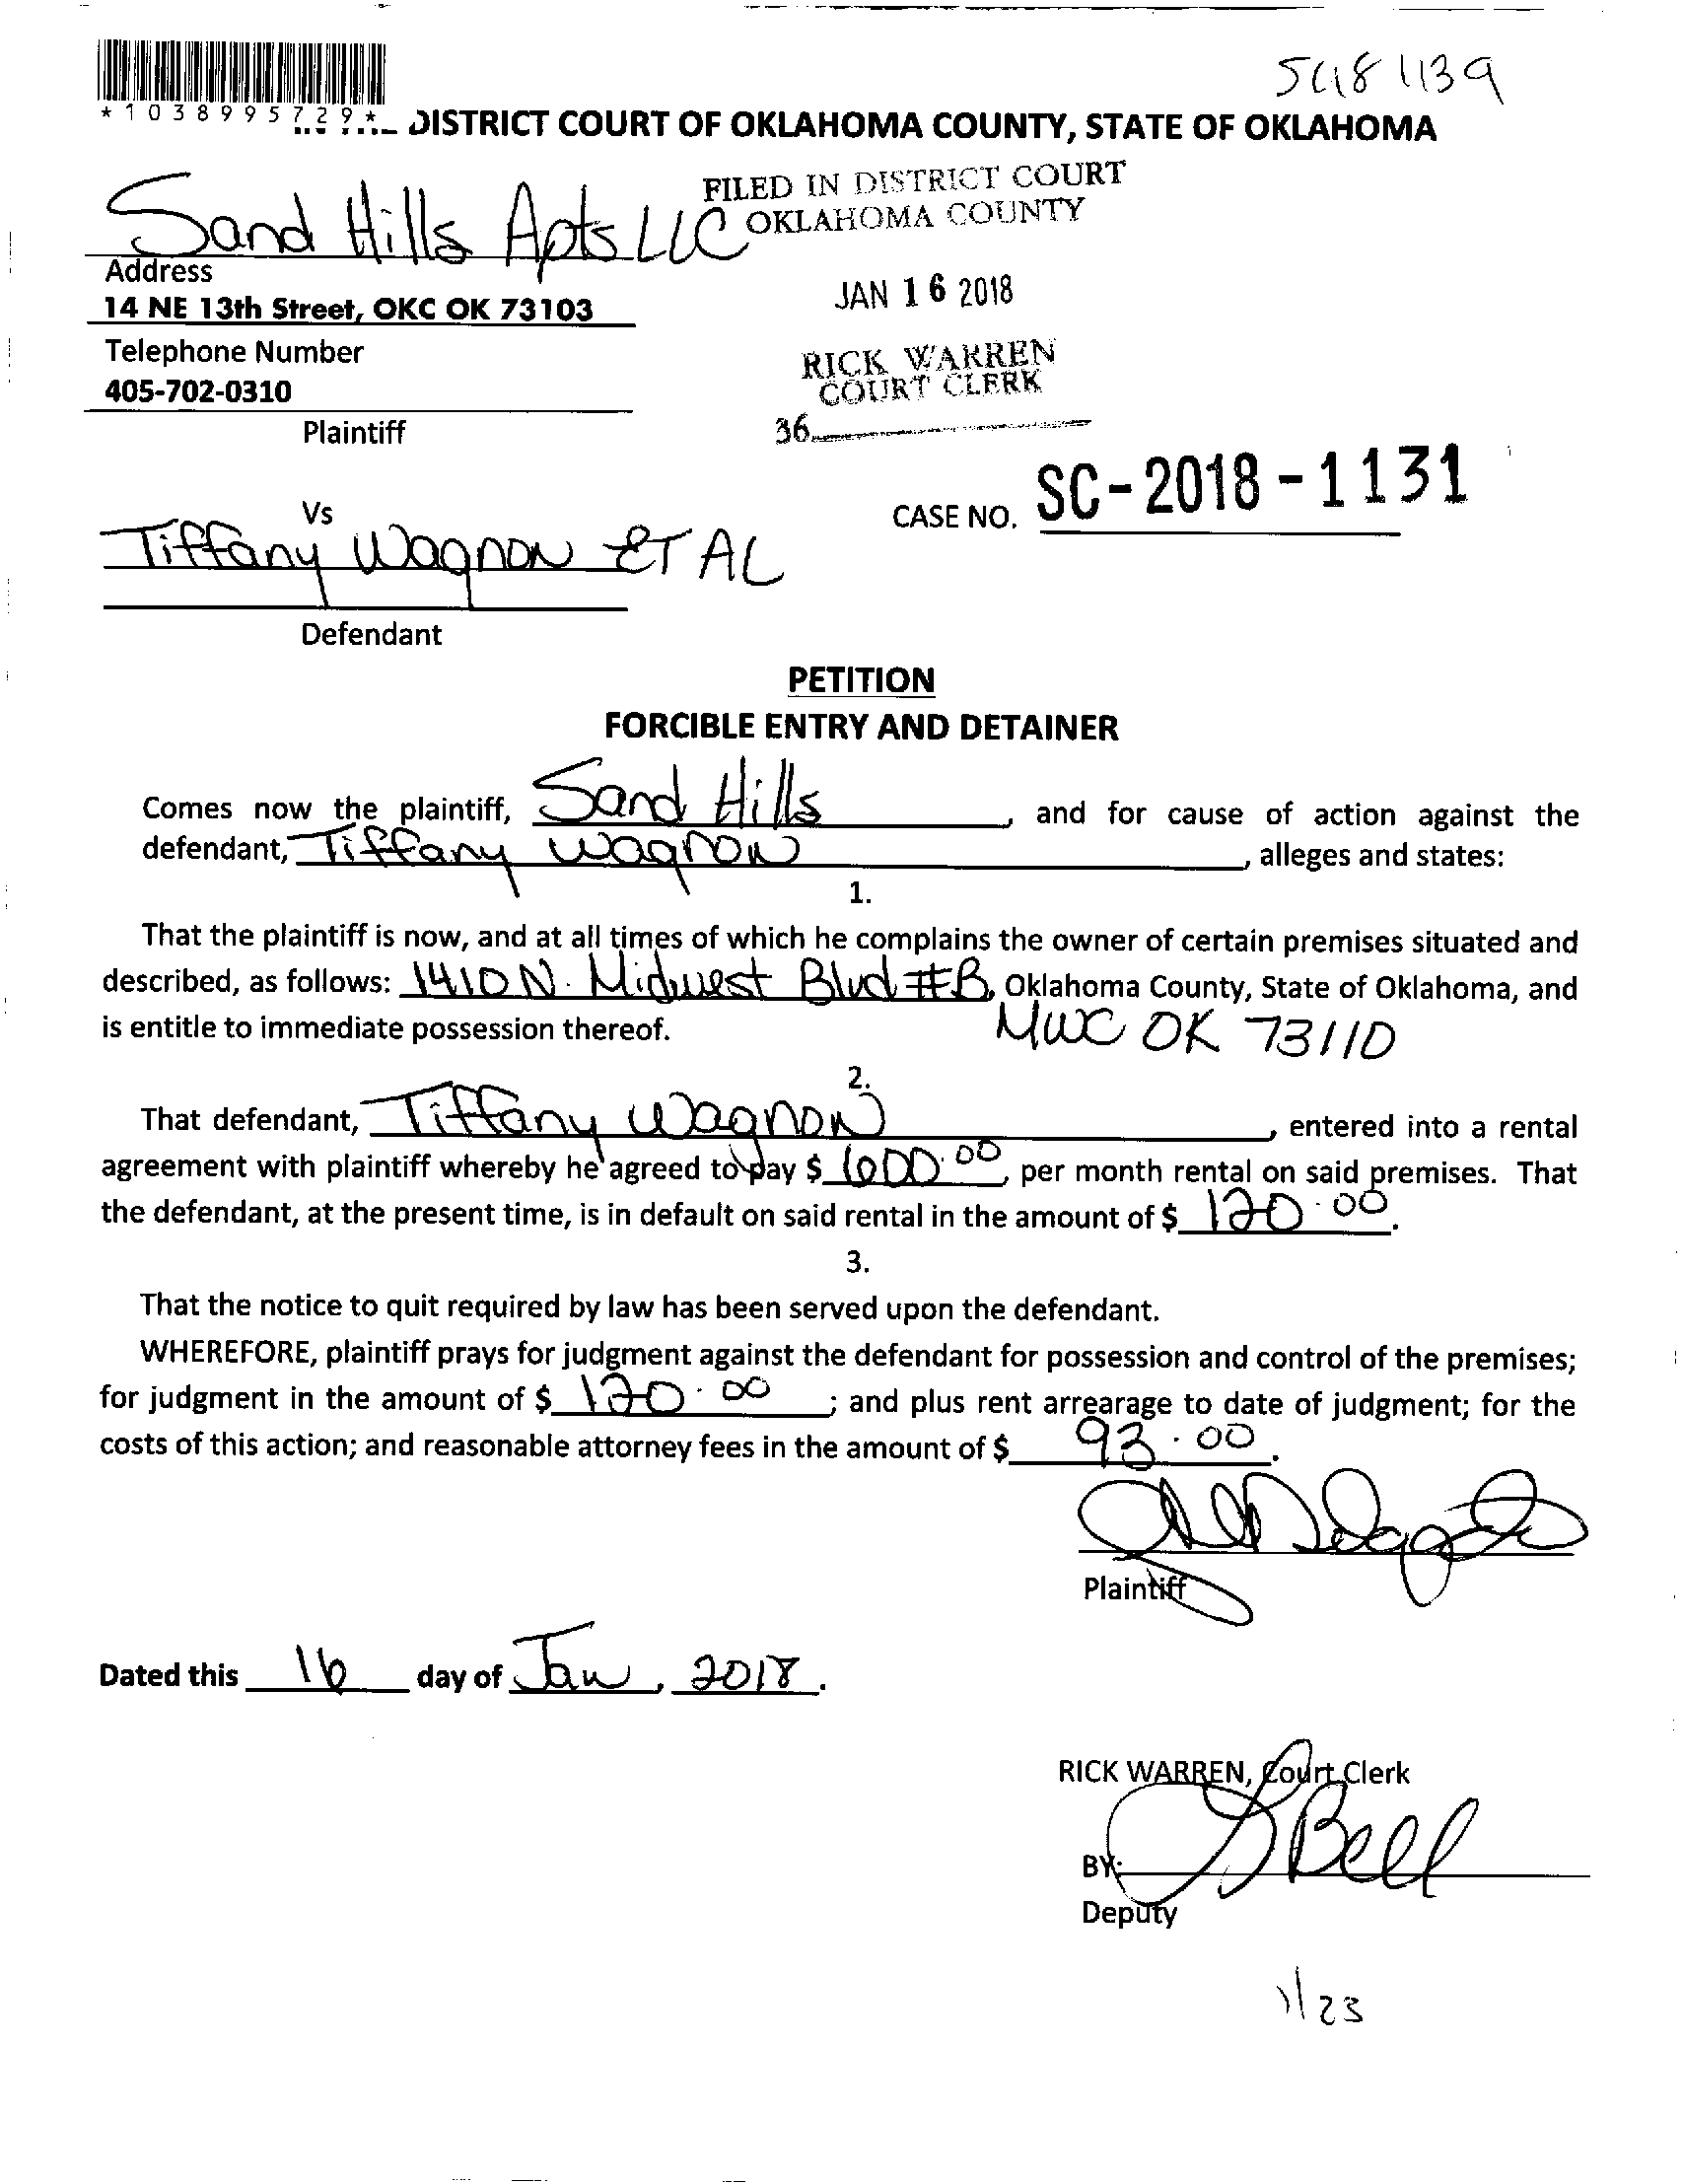 SC18 1139
*1038995729*
DISTRICT COURT OF OKLAHOMA COUNTY, STATE OF OKLAHOMA
FILED IN DISTRICT COURT
OKLAHOMA COUNTY
Sand Hills Apts LLC
Address
14 NE 13th Street, OKC OK 73103
JAN 16 2018
Telephone Number
405-702-0310
RICK WARREN
COURT CLERK
36
Plaintiff
Vs
CASE NO. SC-2018-1131
Tiffany Wagnon ET AL
Defendant
PETITION
FORCIBLE ENTRY AND DETAINER
Comes now the plaintiff, Sand Hills, and for cause of action against the
defendant, Tiffany Wagnon, alleges and states:
1.
That the plaintiff is now, and at all times of which he complains the owner of certain premises situated and
described, as follows: 1410 N. Midwest Blvd #B, Oklahoma County, State of Oklahoma, and
is entitle to immediate possession thereof. MWC OK 73110
2.
That defendant, Tiffany Wagnon, entered into a rental
agreement with plaintiff whereby he agreed to pay $ 600.00, per month rental on said premises. That
the defendant, at the present time, is in default on said rental in the amount of $ 120.00.
3.
That the notice to quit required by law has been served upon the defendant.
WHEREFORE, plaintiff prays for judgment against the defendant for possession and control of the premises;
for judgment in the amount of $ 120.00; and plus rent arrearage to date of judgment; for the
costs of this action; and reasonable attorney fees in the amount of $ 93.00.
Plaintiff
Dated this 16 day of Jan, 2018.
RICK WARREN, Court Clerk
BY: Bell
Deputy
1/23